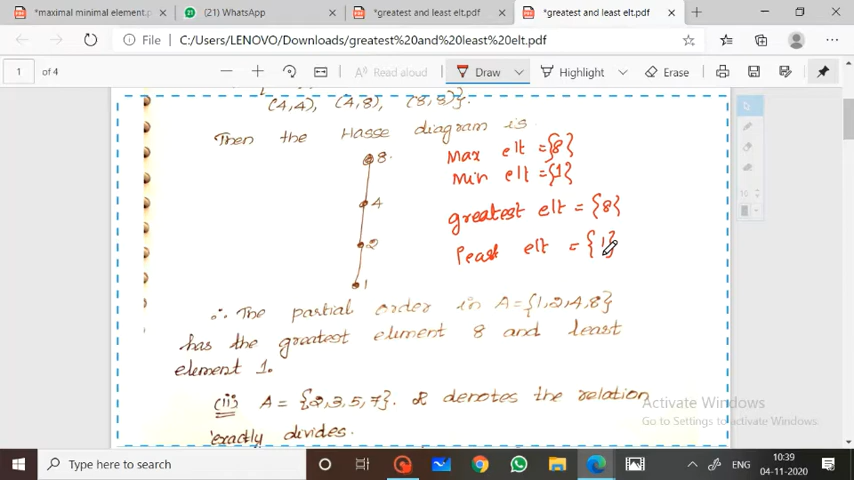 *maximal minimal element.pdf
(21) WhatsApp
*greatest and least elt.pdf
*greatest and least elt.pdf
File
C:/Users/LENOVO/Downloads/greatest%20and%20least%20elt.pdf
1 of 4
Read aloud
Draw
Highlight
Erase
(4,4), (4,8), (8,8)}.
Then the Hasse diagram is
8
4
2
1
Max elt = {8}
Min elt = {1}
greatest elt = {8}
least elt = {1}
∴ The partial order in A = {1,2,4,8}
has the greatest element 8 and least
element 1.
(ii) A = {2,3,5,7}. R denotes the relation
exactly divides.
10
Activate Windows
Go to Settings to activate Windows.
Type here to search
ENG
10:39
04-11-2020